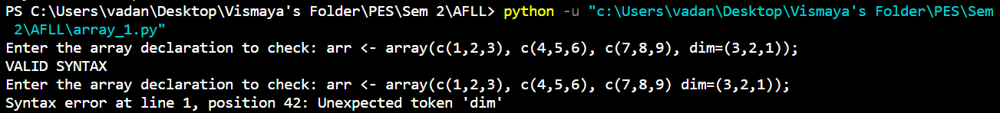 PS C:\Users\vadan\Desktop\Vismaya's Folder\PES\Sem 2\AFLL> python -u "c:\Users\vadan\Desktop\Vismaya's Folder\PES\Sem
 2\AFLL\array_1.py"
Enter the array declaration to check: arr <- array(c(1,2,3), c(4,5,6), c(7,8,9), dim=(3,2,1));
VALID SYNTAX
Enter the array declaration to check: arr <- array(c(1,2,3), c(4,5,6), c(7,8,9) dim=(3,2,1));
Syntax error at line 1, position 42: Unexpected token 'dim'